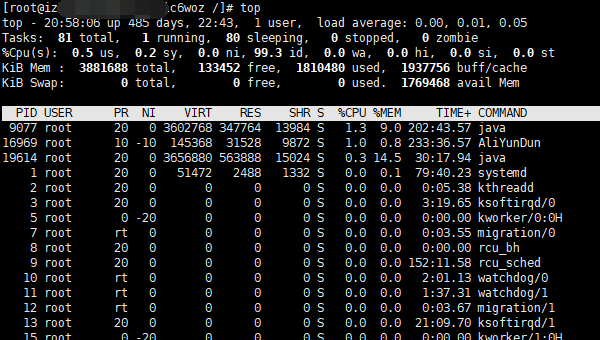 [root@iz c6woz /]# top
top - 20:58:06 up 485 days, 22:43, 1 user, load average: 0.00, 0.01, 0.05
Tasks: 81 total, 1 running, 80 sleeping, 0 stopped, 0 zombie
%Cpu(s): 0.5 us, 0.2 sy, 0.0 ni, 99.3 id, 0.0 wa, 0.0 hi, 0.0 si, 0.0 st
KiB Mem : 3881688 total, 133452 free, 1810480 used, 1937756 buff/cache
KiB Swap: 0 total, 0 free, 0 used. 1769468 avail Mem
PID USER PR NI VIRT RES SHR S %CPU %MEM TIME+ COMMAND
9077 root 20 0 3602768 347764 13984 S 1.3 9.0 202:43.57 java
16969 root 10 -10 145368 31528 9872 S 1.0 0.8 233:36.57 AliYunDun
19614 root 20 0 3656880 563888 15024 S 0.3 14.5 30:17.94 java
1 root 20 0 51472 2488 1332 S 0.0 0.1 79:40.23 systemd
2 root 20 0 0 0 0 S 0.0 0.0 0:05.38 kthreadd
3 root 20 0 0 0 0 S 0.0 0.0 3:19.65 ksoftirqd/0
5 root 0 -20 0 0 0 S 0.0 0.0 0:00.00 kworker/0:0H
7 root rt 0 0 0 0 S 0.0 0.0 0:03.55 migration/0
8 root 20 0 0 0 0 S 0.0 0.0 0:00.00 rcu_bh
9 root 20 0 0 0 0 S 0.0 0.0 152:11.58 rcu_sched
10 root rt 0 0 0 0 S 0.0 0.0 2:01.13 watchdog/0
11 root rt 0 0 0 0 S 0.0 0.0 1:37.31 watchdog/1
12 root rt 0 0 0 0 S 0.0 0.0 0:03.67 migration/1
13 root 20 0 0 0 0 S 0.0 0.0 21:09.70 ksoftirqd/1
15 root 0 -20 0 0 0 S 0.0 0.0 0:00.00 kworker/1:0H